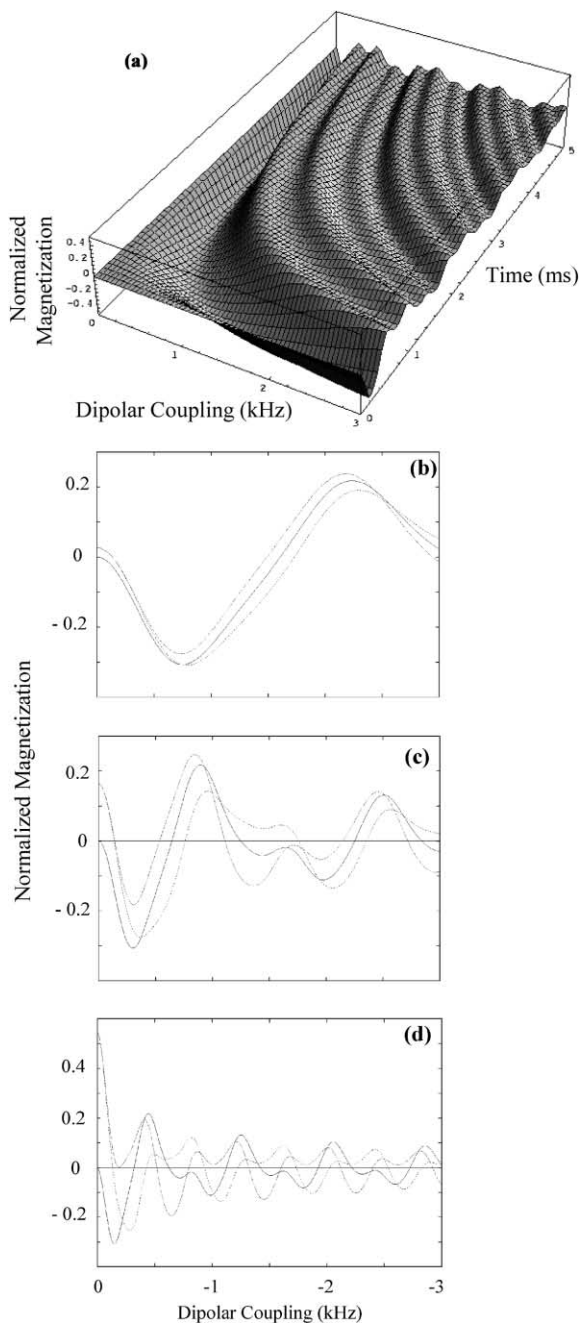 (a)
Normalized
Magnetization
0.4
0.2
0
-0.2
-0.4
0
1
2
3
Dipolar Coupling (kHz)
0
1
2
3
4
5
Time (ms)
(b)
0.2
0
- 0.2
(c)
0.2
0
- 0.2
Normalized Magnetization
(d)
0.4
0.2
0
- 0.2
0
-1
-2
-3
Dipolar Coupling (kHz)